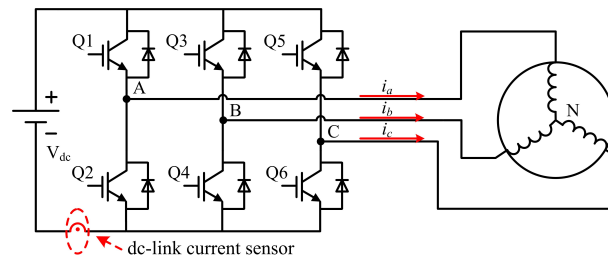 Q1
Q3
Q5
i_a
A
+
B
i_b
N
−
C
i_c
V_dc
Q2
Q4
Q6
dc-link current sensor